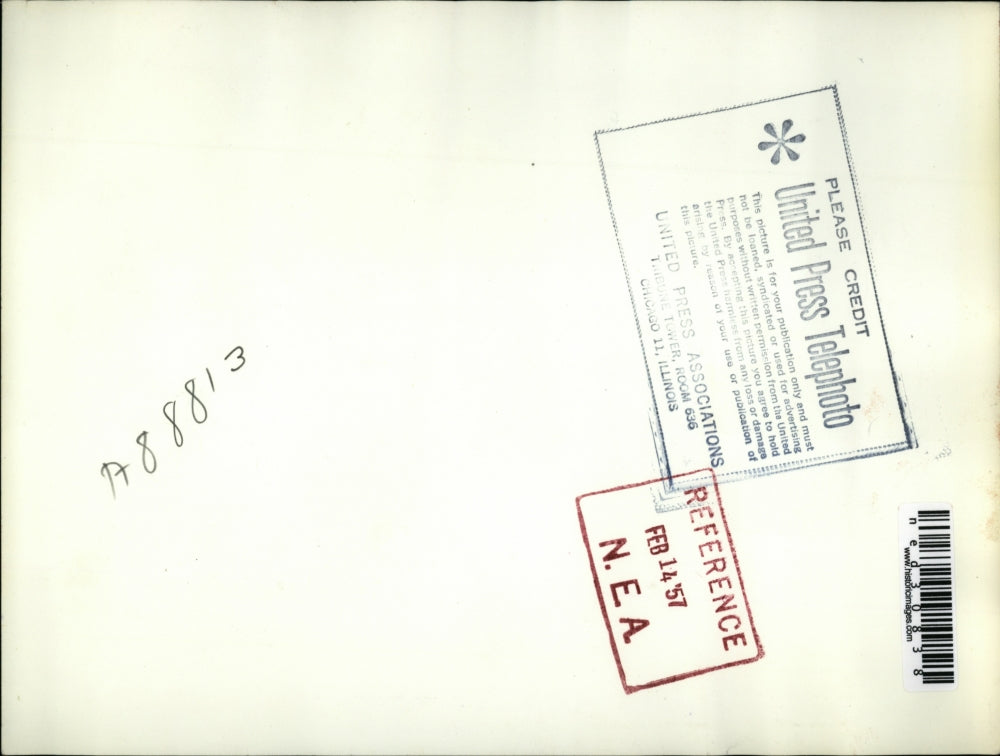 PLEASE CREDIT
United Press Telephoto
This picture is for your publication only and must
not be loaned, syndicated or used for advertising
purposes without written permission from the United
Press. By accepting this picture you agree to hold
the United Press harmless from any loss or damage
arising by reason of your use or publication of
this picture.
UNITED PRESS ASSOCIATIONS
TRIBUNE TOWER, ROOM 636
CHICAGO 11, ILLINOIS
REFERENCE
FEB 14 '57
N. E A
A88813
ned30838
www.historicimages.com